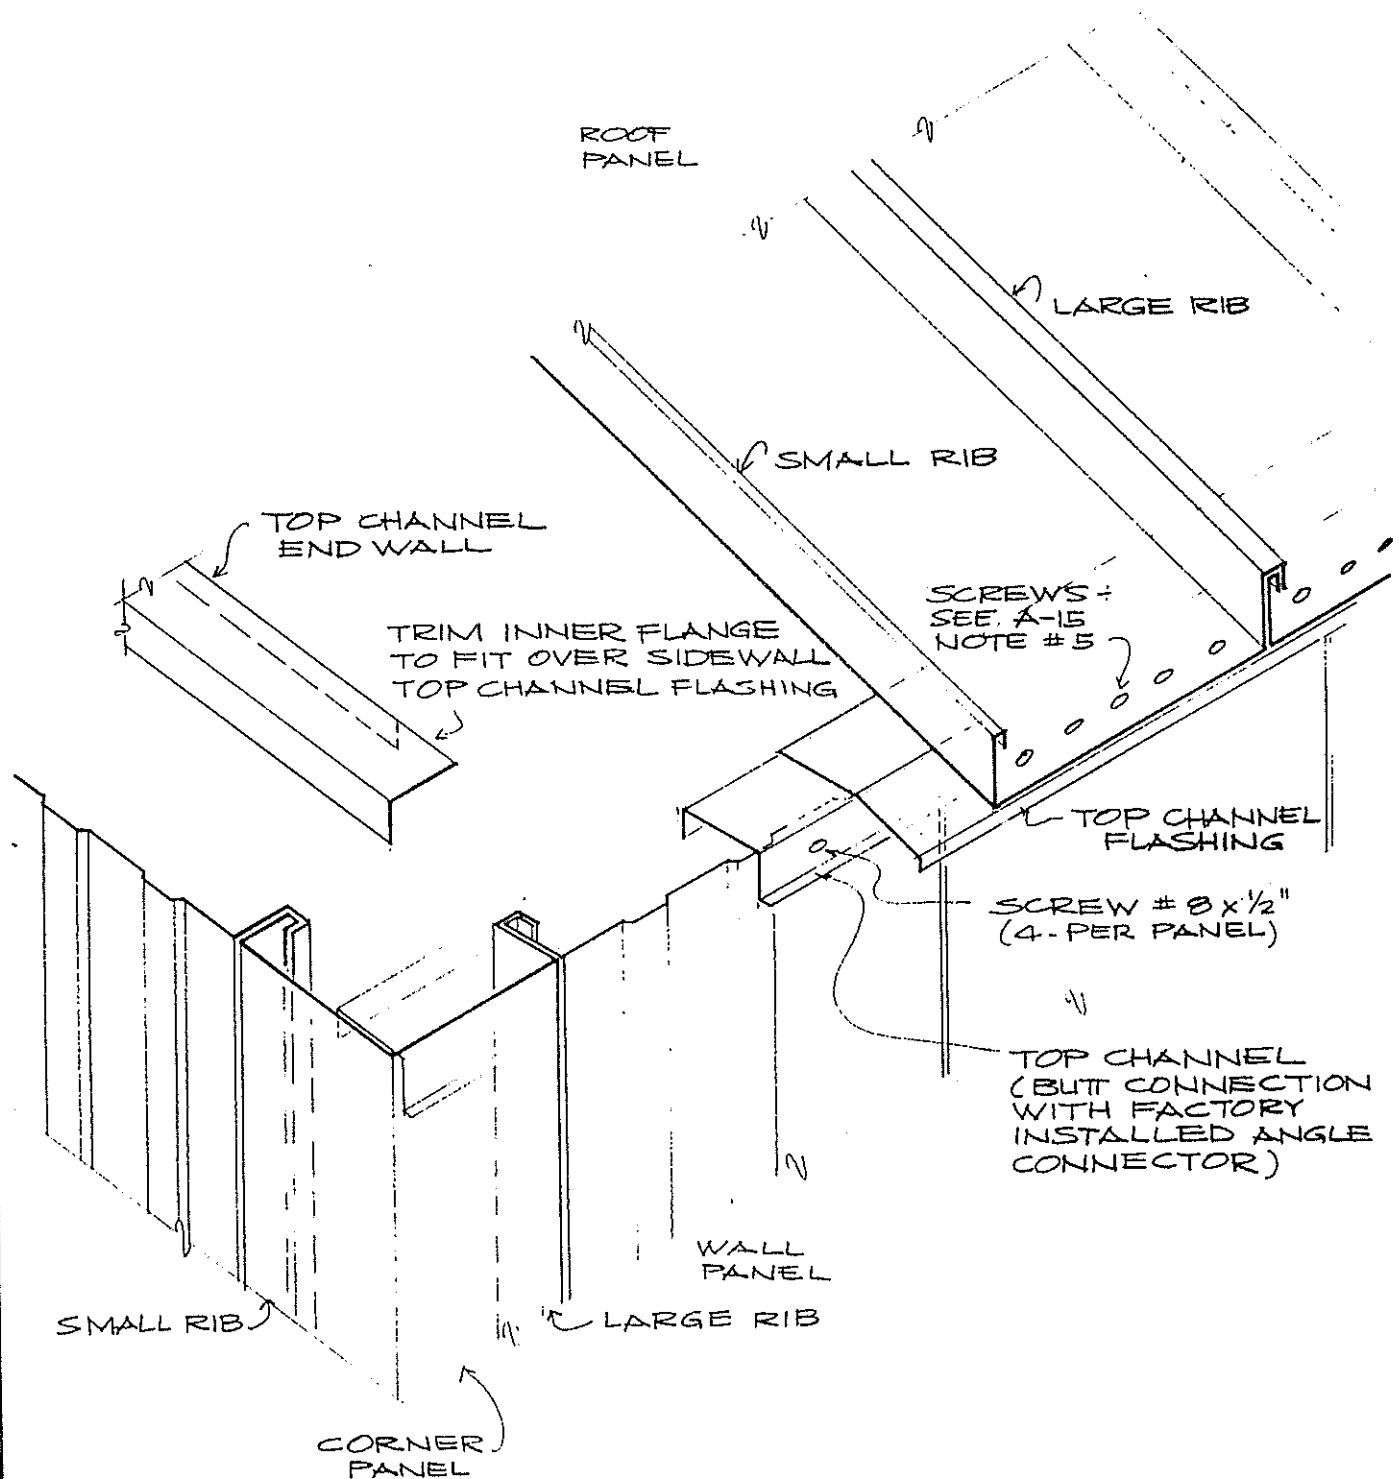 ROOF
PANEL
LARGE RIB
SMALL RIB
TOP CHANNEL
END WALL
SCREWS -
SEE A-15
NOTE #5
TRIM INNER FLANGE
TO FIT OVER SIDEWALL
TOP CHANNEL FLASHING
TOP CHANNEL
FLASHING
SCREW # 8 x 1/2"
(4-PER PANEL)
TOP CHANNEL
(BUTT CONNECTION
WITH FACTORY
INSTALLED ANGLE
CONNECTOR)
WALL
PANEL
SMALL RIB
LARGE RIB
CORNER
PANEL